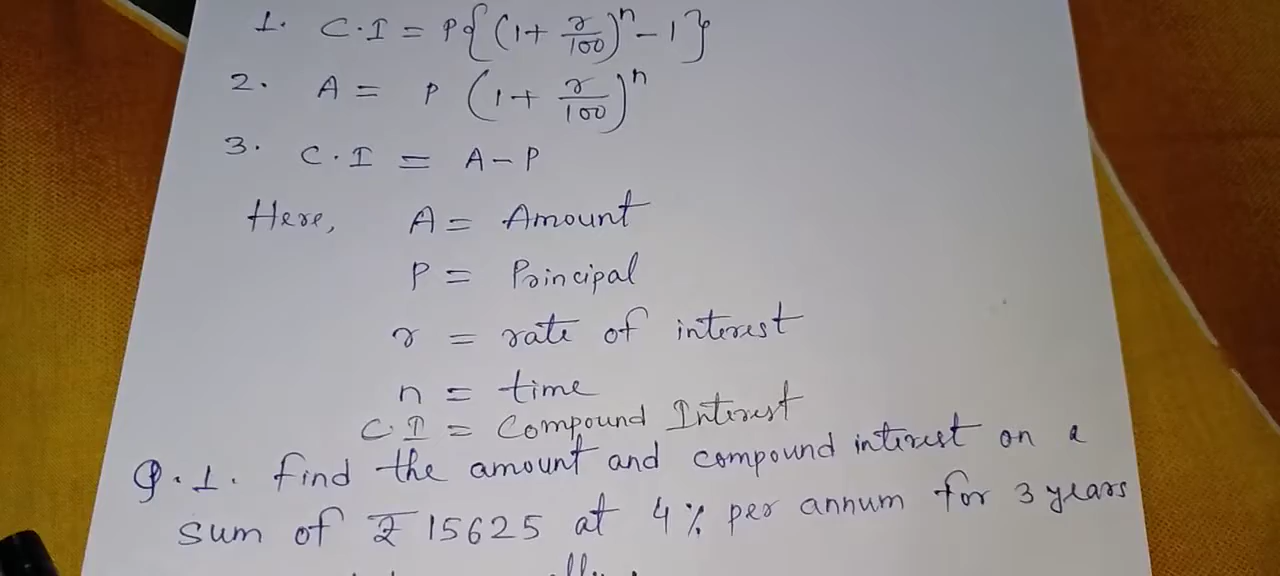 1. C.I = P{(1+ r/100)^n - 1}
2. A = P (1+ r/100)^n
3. C.I = A-P
Here, A = Amount
P = Principal
r = rate of interest
n = time
C.I = Compound Interest
Q.1. Find the amount and compound interest on a
sum of ₹ 15625 at 4% per annum for 3 years